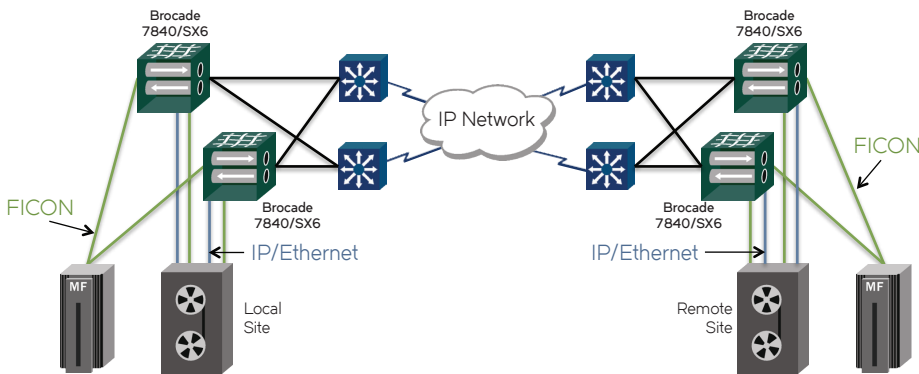 Brocade
7840/SX6
Brocade
7840/SX6
IP Network
FICON
FICON
Brocade
7840/SX6
Brocade
7840/SX6
IP/Ethernet
IP/Ethernet
MF
Local
Site
Remote
Site
MF